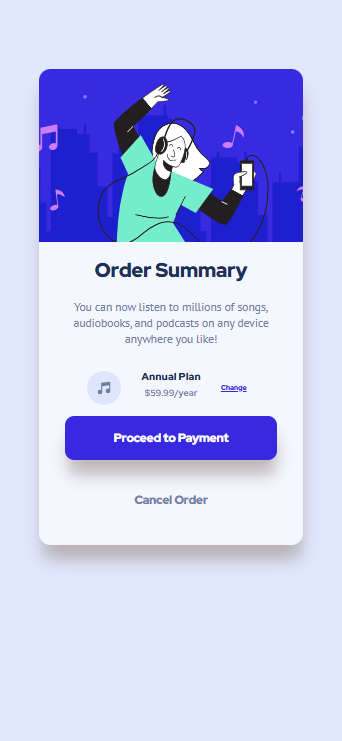 Order Summary
You can now listen to millions of songs,
audiobooks, and podcasts on any device
anywhere you like!
Annual Plan
$59.99/year
Change
Proceed to Payment
Cancel Order